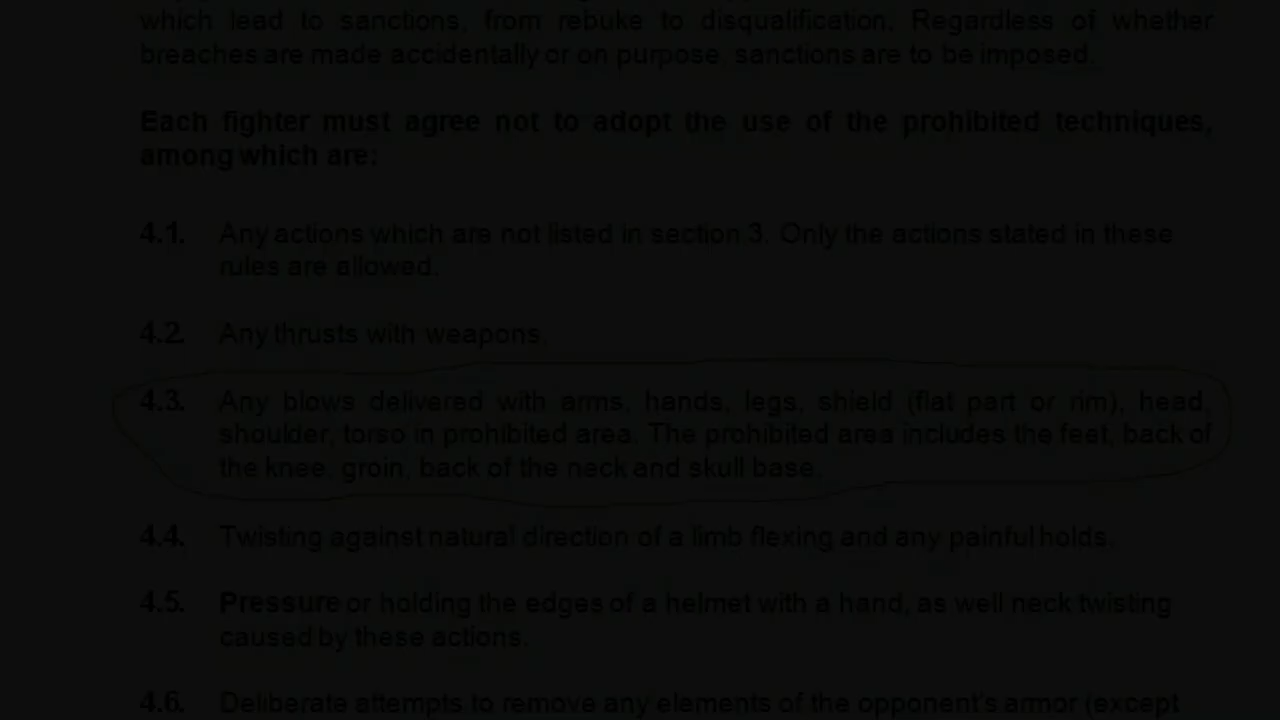 which lead to sanctions, from rebuke to disqualification. Regardless of whether
breaches are made accidentally or on purpose, sanctions are to be imposed.
Each fighter must agree not to adopt the use of the prohibited techniques,
among which are:
4.1. Any actions which are not listed in section 3. Only the actions stated in these
rules are allowed.
4.2. Any thrusts with weapons.
4.3. Any blows delivered with arms, hands, legs, shield (flat part or rim), head,
shoulder, torso in prohibited area. The prohibited area includes the feet, back of
the knee, groin, back of the neck and skull base.
4.4. Twisting against natural direction of a limb flexing and any painful holds.
4.5. Pressure or holding the edges of a helmet with a hand, as well neck twisting
caused by these actions.
4.6. Deliberate attempts to remove any elements of the opponent's armor (except